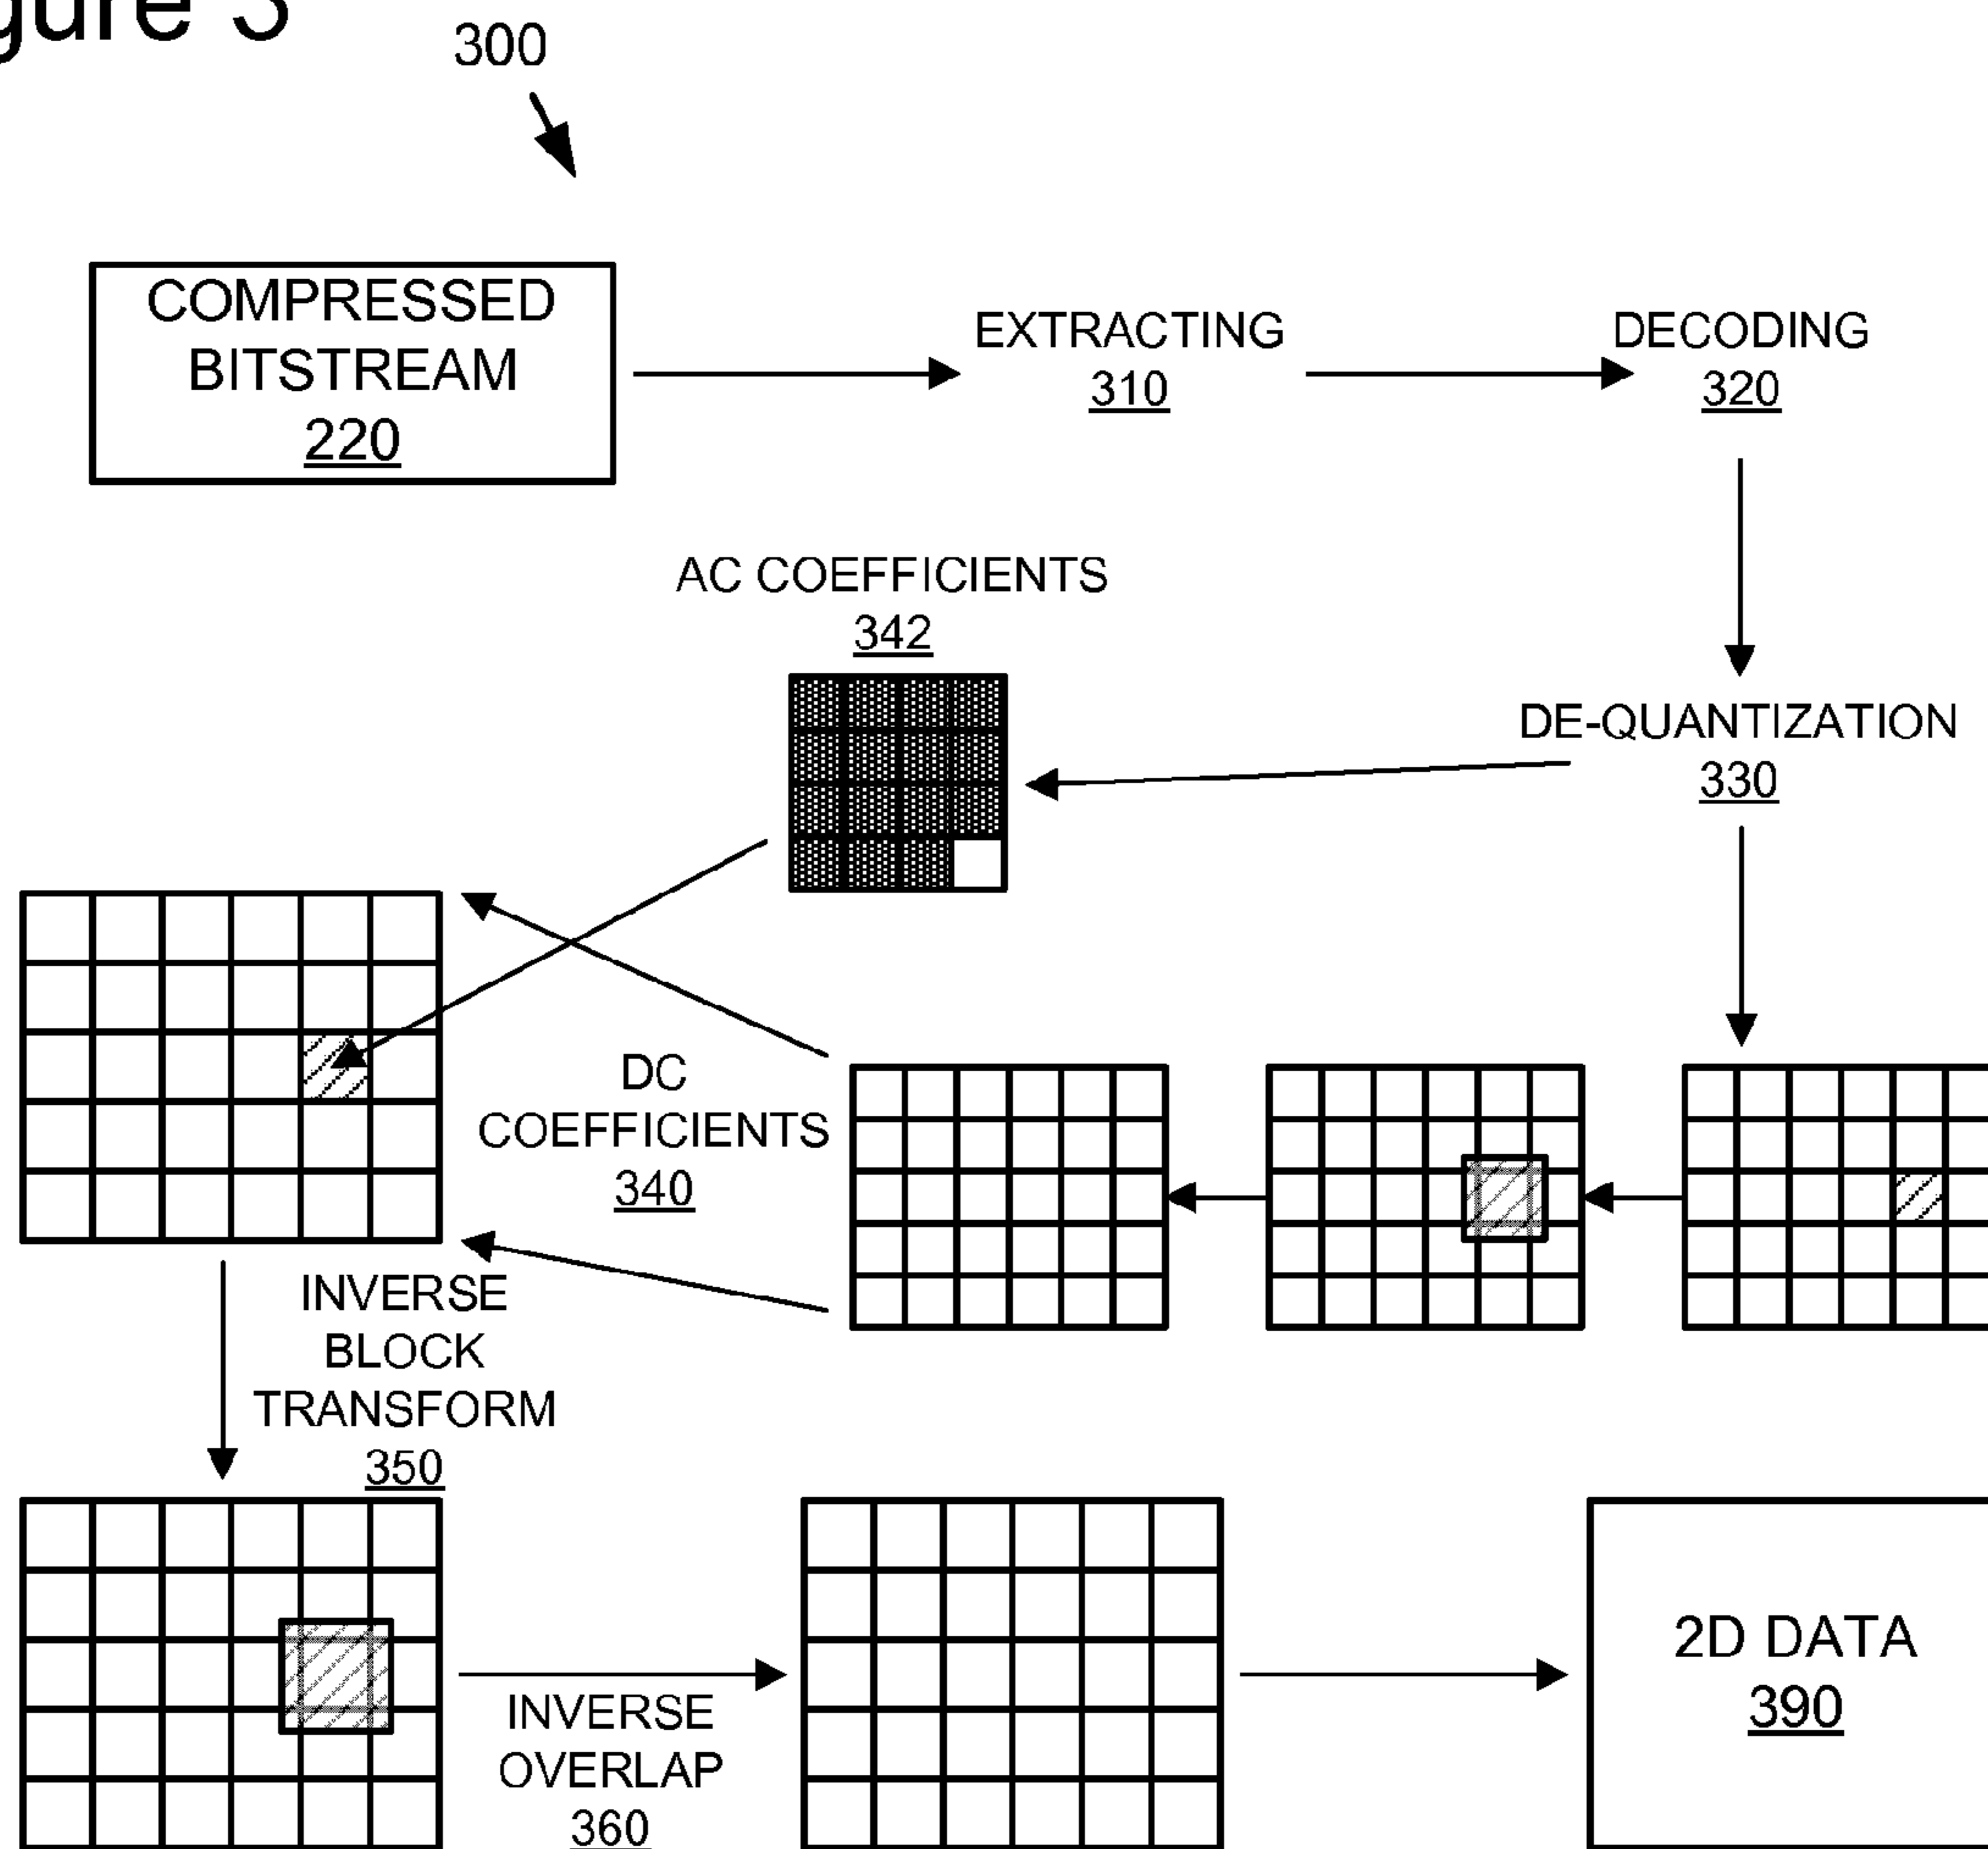 gure 3
300
COMPRESSED
BITSTREAM
220
EXTRACTING
310
DECODING
320
AC COEFFICIENTS
342
DE-QUANTIZATION
330
DC
COEFFICIENTS
340
INVERSE
BLOCK
TRANSFORM
350
INVERSE
OVERLAP
360
2D DATA
390